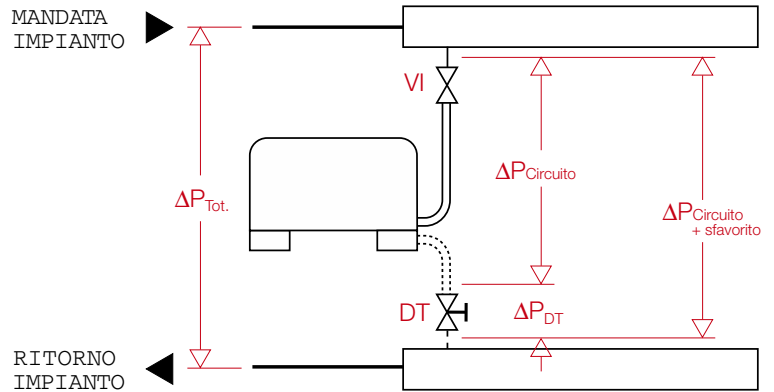 MANDATA
IMPIANTO
VI
ΔPCircuito
ΔPTot.
ΔPCircuito
+ sfavorito
DT
ΔPDT
RITORNO
IMPIANTO